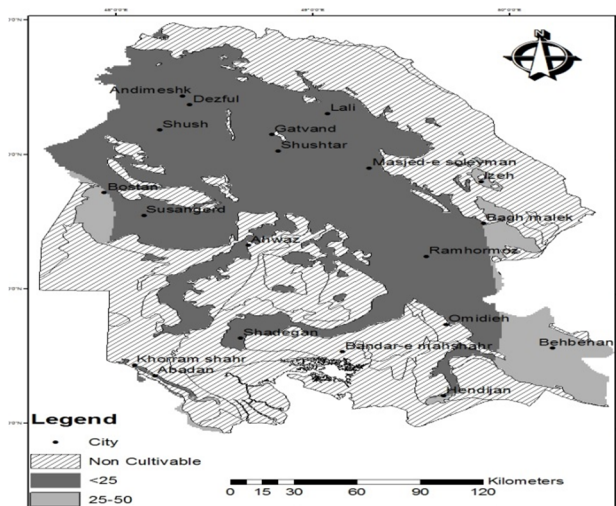 N
Andimeshk
Dezful
Lali
Shush
Gatvand
Shushtar
Masjed-e soleyman
Izeh
Bostan
Susangerd
Bagh malek
Ahwaz
Ramhormoz
Omidieh
Shadegan
Behbehan
Bandar-e mahshahr
Khorram shahr
Abadan
Hendijan
Legend
City
Non Cultivable
<25
25-50
Kilometers
0 15 30 60 90 120